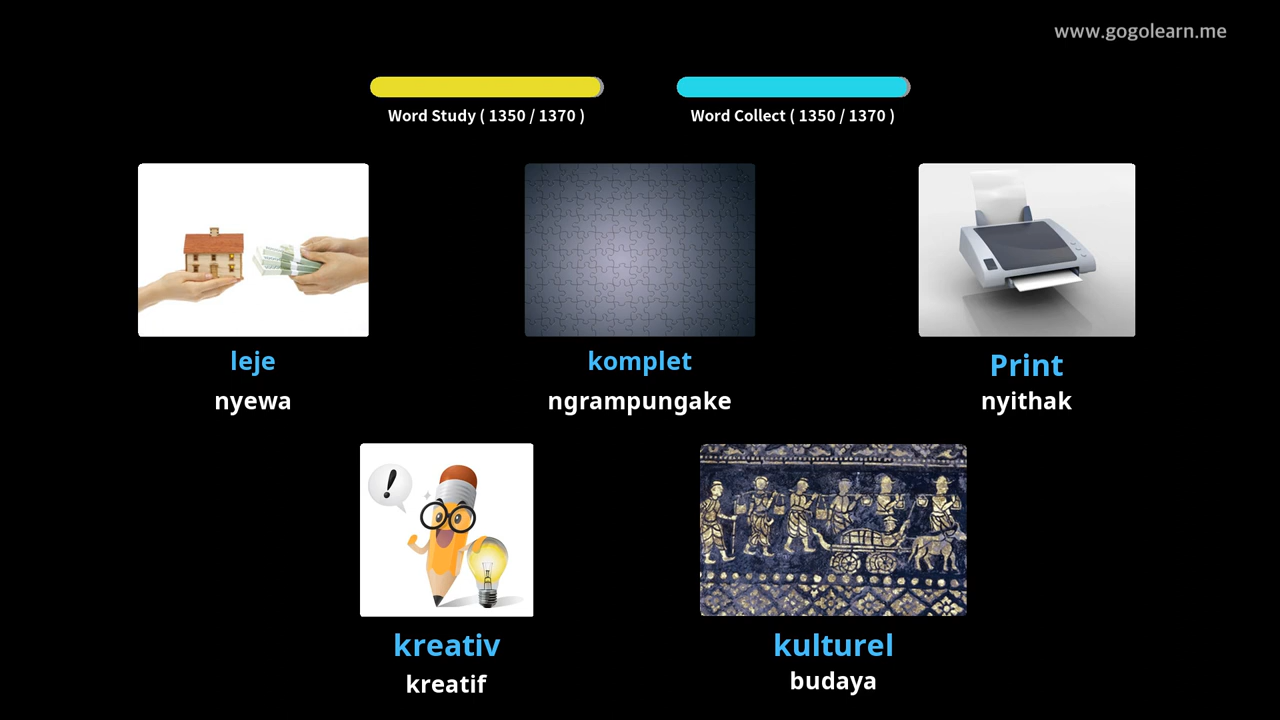 www.gogolearn.me
Word Study ( 1350 / 1370 )
Word Collect ( 1350 / 1370 )
leje
nyewa
komplet
ngrampungake
Print
nyithak
kreativ
kreatif
kulturel
budaya